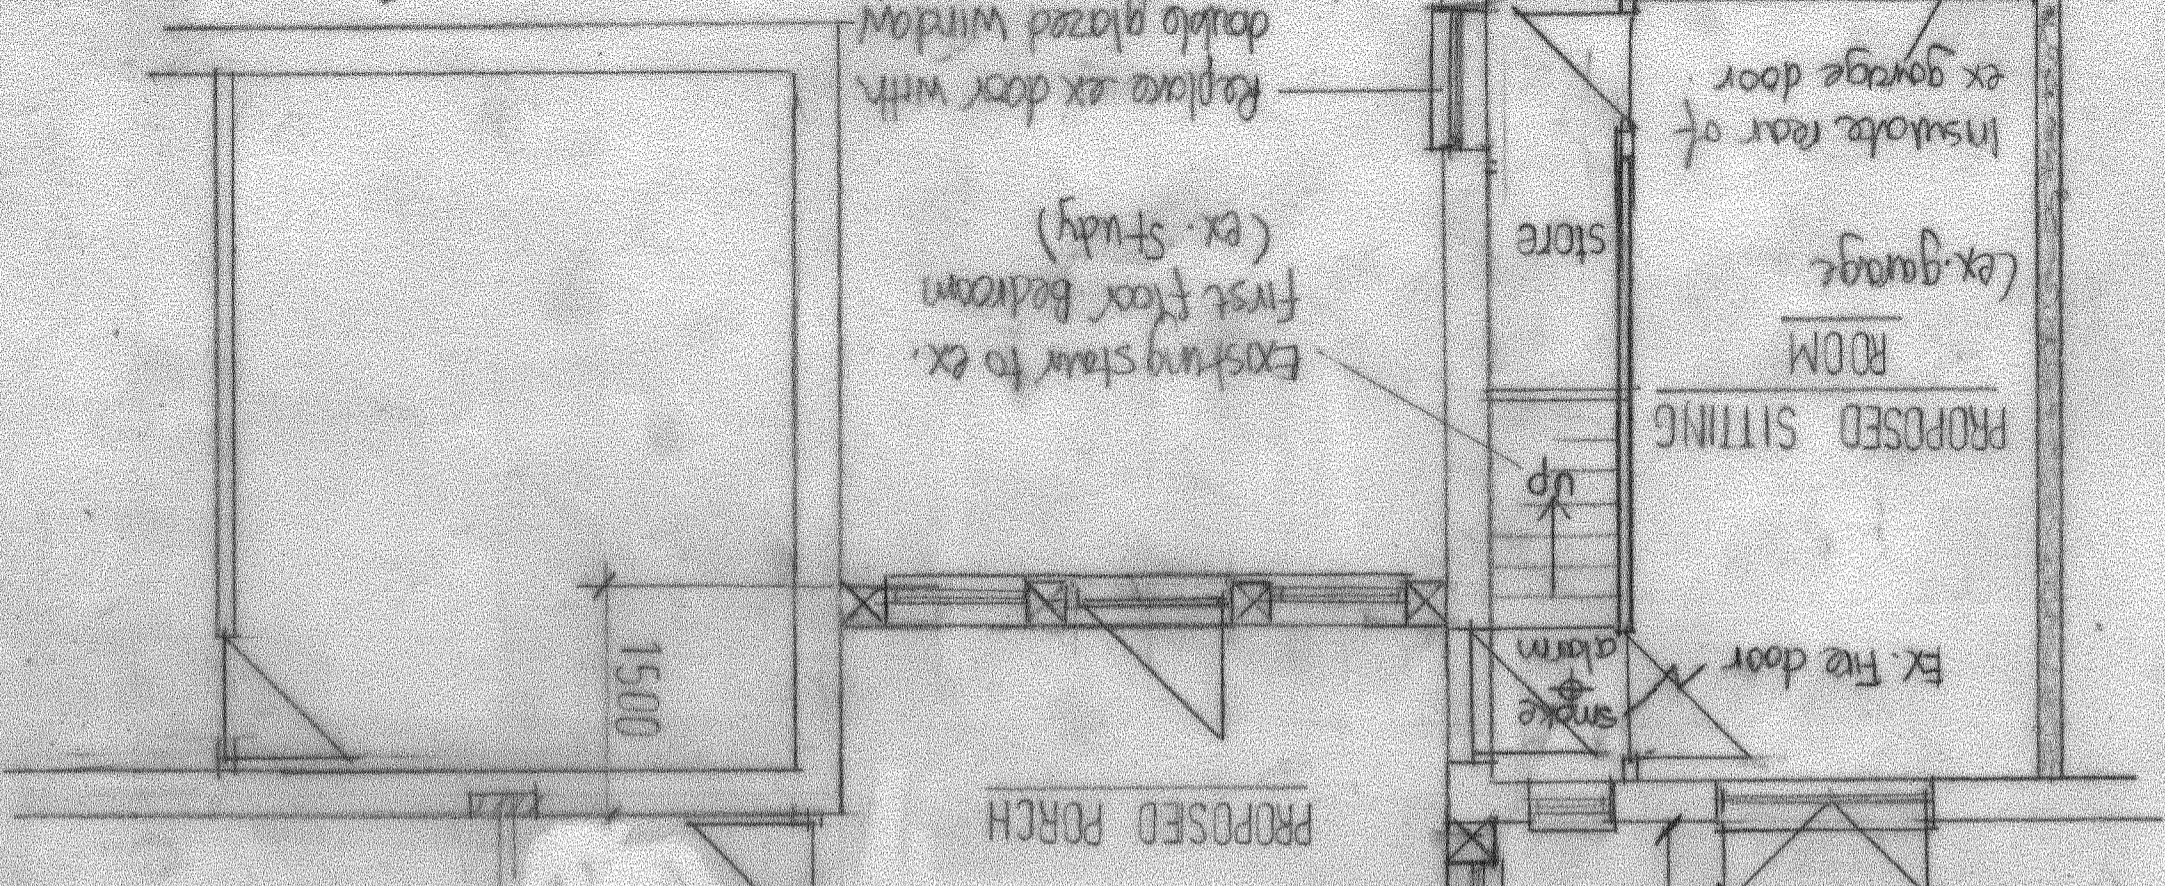 PROPOSED PORCH
smoke
alarm
Ex. Fire door
1500
up
PROPOSED SITTING
ROOM
(ex. garage
Existing stair to ex.
first floor bedroom
(ex. study)
store
Insulate rear of
ex garage door
Replace ex door with
double glazed window